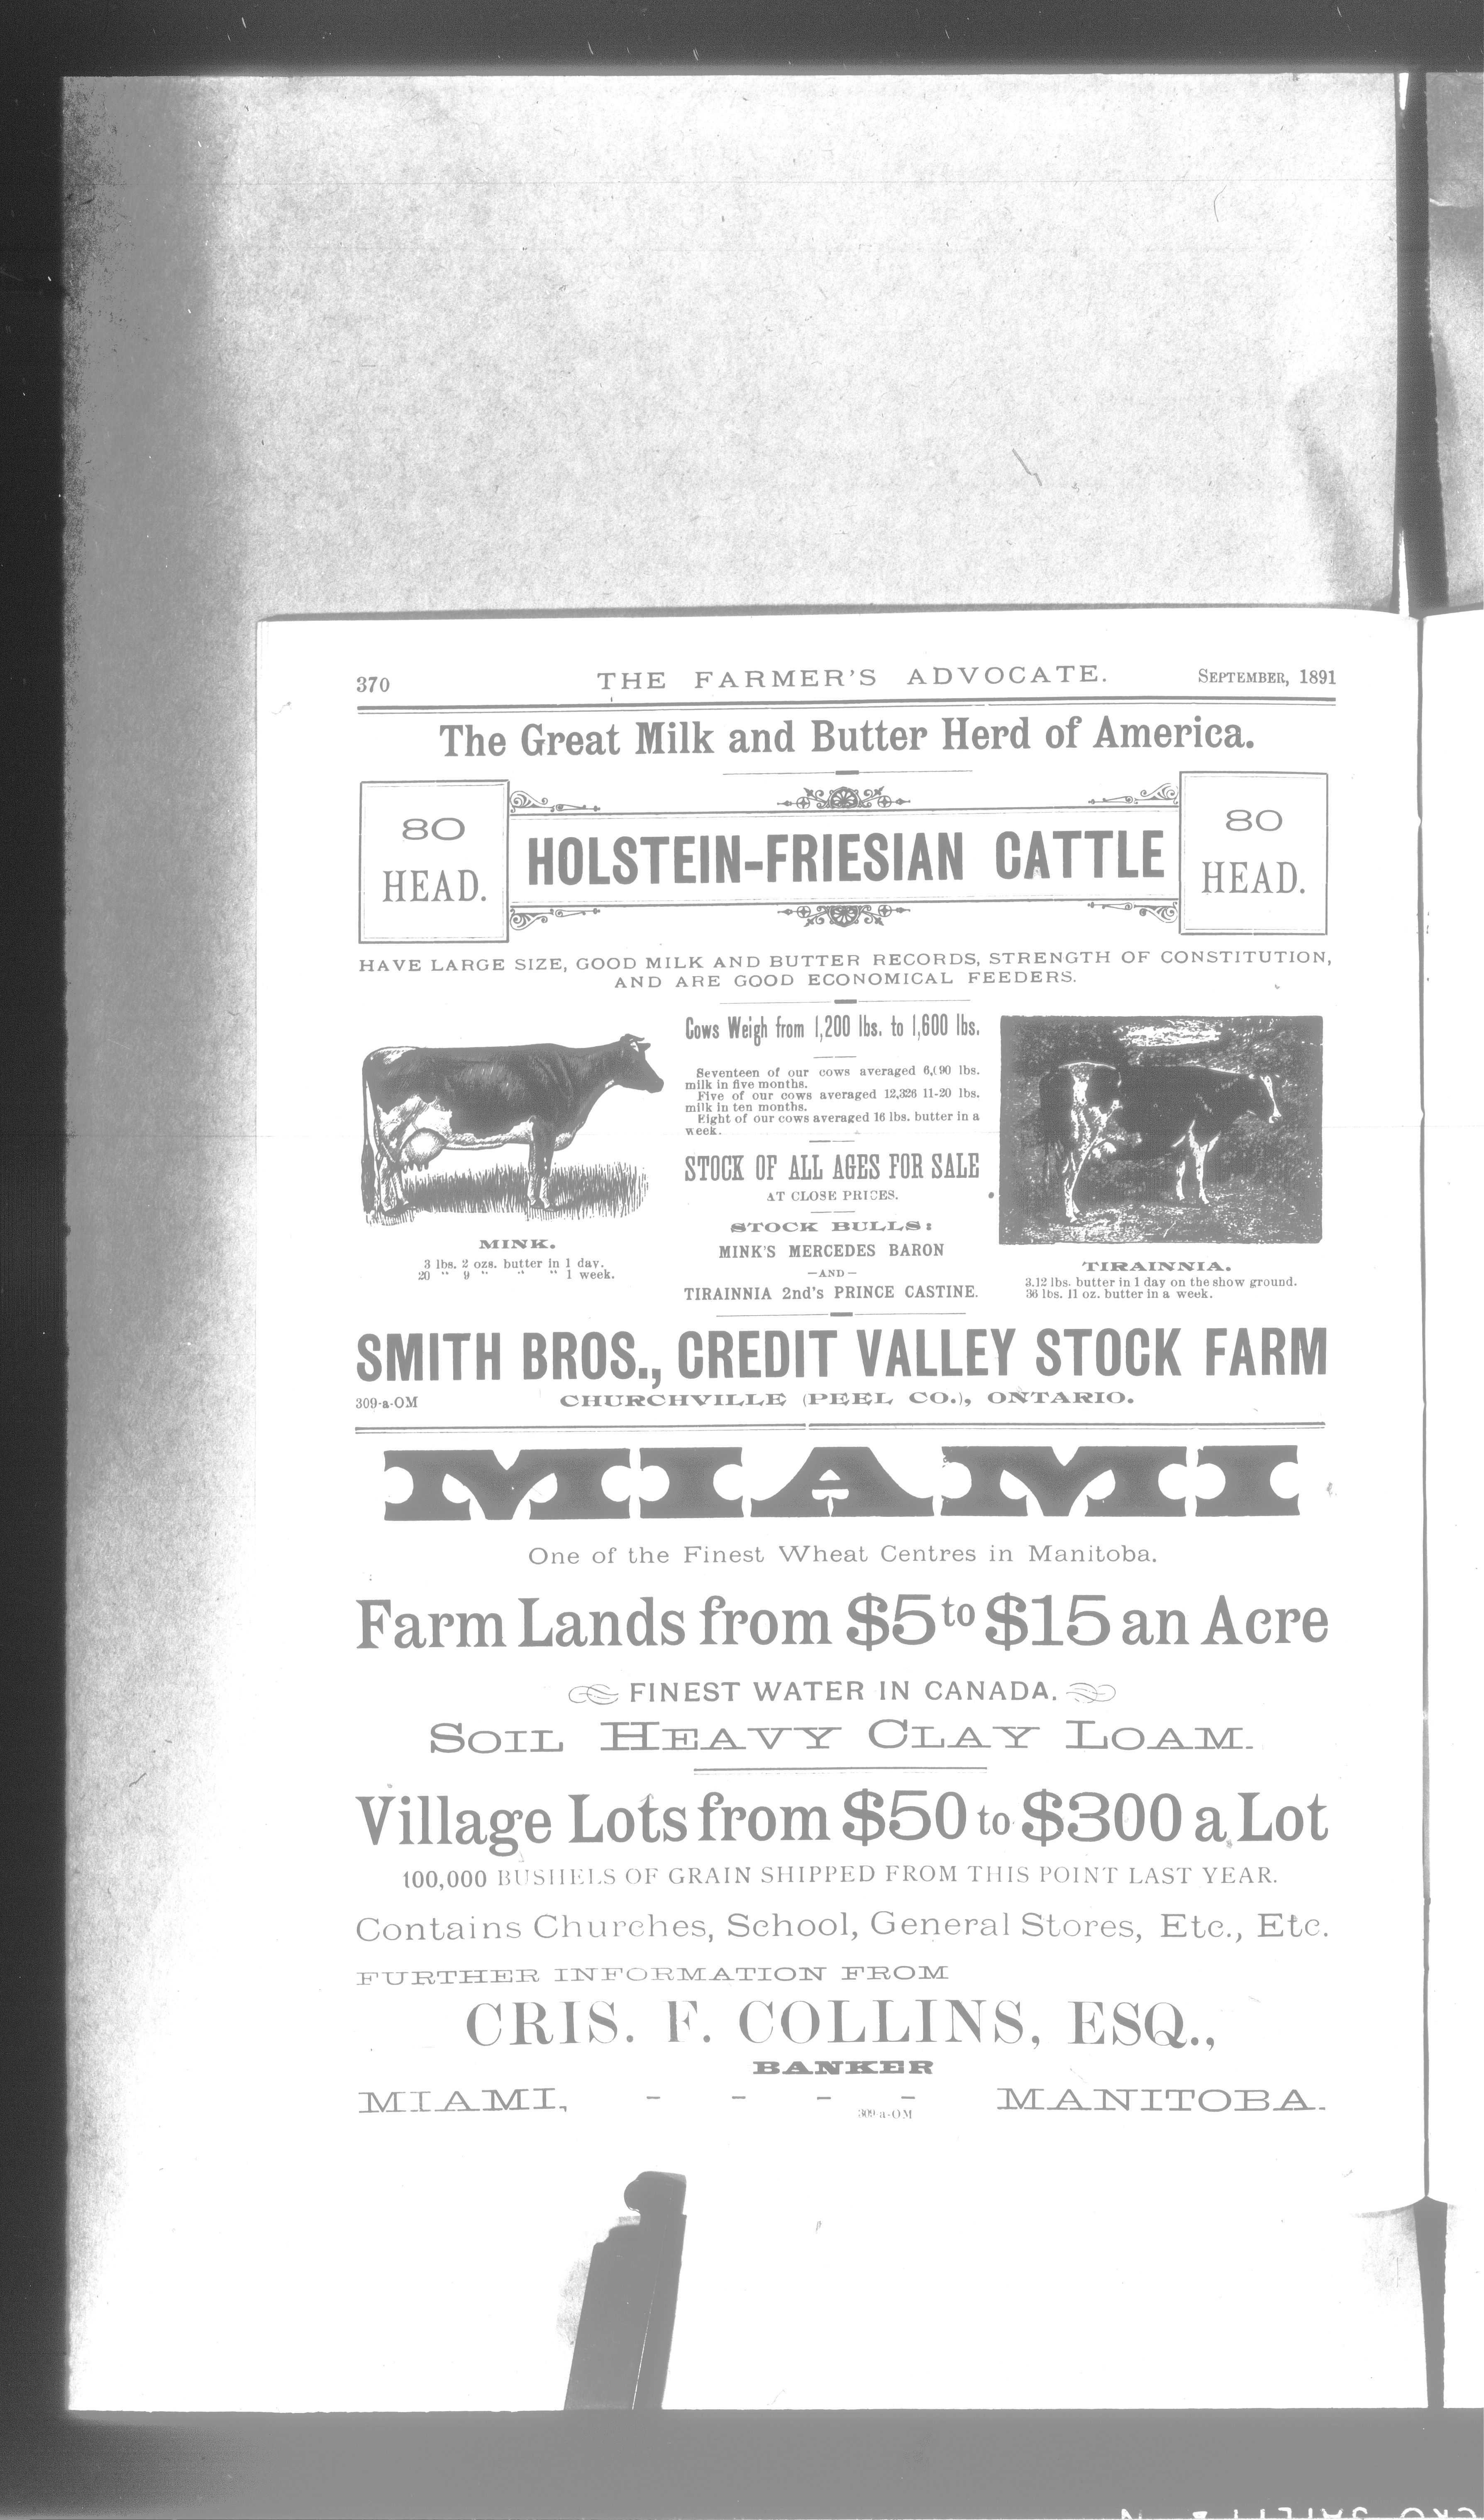 370
THE FARMER'S ADVOCATE.
SEPTEMBER, 1891
The Great Milk and Butter Herd of America.
80
HEAD.
HOLSTEIN-FRIESIAN CATTLE
80
HEAD.
HAVE LARGE SIZE, GOOD MILK AND BUTTER RECORDS, STRENGTH OF CONSTITUTION,
AND ARE GOOD ECONOMICAL FEEDERS.
Cows Weigh from 1,200 lbs. to 1,600 lbs.
Seventeen of our cows averaged lbs.
milk in five months.
Five of our cows averaged 12,326 11-20 lbs.
milk in ten months.
Eight of our cows averaged 16 lbs. butter in a
week.
STOCK OF ALL AGES FOR SALE
AT CLOSE PRICES.
STOCK BULLS:
MINK'S MERCEDES BARON
—AND—
TIRAINNIA 2nd's PRINCE CASTINE.
MINK.
3 lbs. 2 ozs. butter in 1 day.
20 " 9 " " " 1 week.
TIRAINNIA.
3.12 lbs. butter in 1 day on the show ground.
36 lbs. 11 oz. butter in a week.
SMITH BROS., CREDIT VALLEY STOCK FARM
309-a-OM
CHURCHVILLE (PEEL CO.), ONTARIO.
MIAMI
One of the Finest Wheat Centres in Manitoba.
Farm Lands from $5 to $15 an Acre
FINEST WATER IN CANADA.
SOIL HEAVY CLAY LOAM.
Village Lots from $50 to $300 a Lot
100,000 BUSHELS OF GRAIN SHIPPED FROM THIS POINT LAST YEAR.
Contains Churches, School, General Stores, Etc., Etc.
FURTHER INFORMATION FROM
CRIS. F. COLLINS, ESQ.,
BANKER
MIAMI, - - - - MANITOBA.
309 a-OM